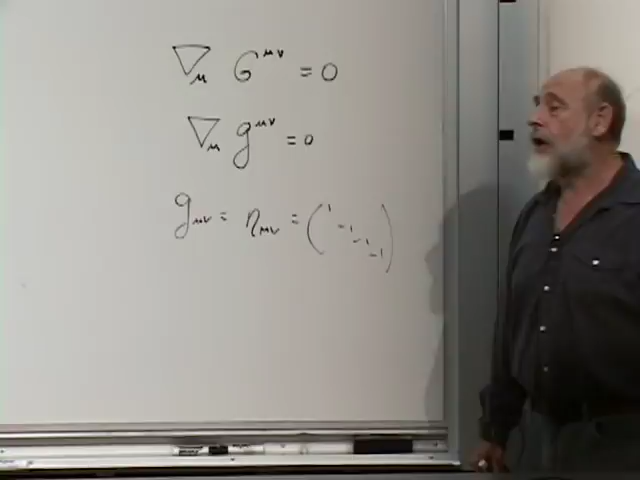 ∇_μ G^{μν} = 0
∇_μ g^{μν} = 0
g_{μν} = η_{μν} = ( 1 -1 -1 -1 )